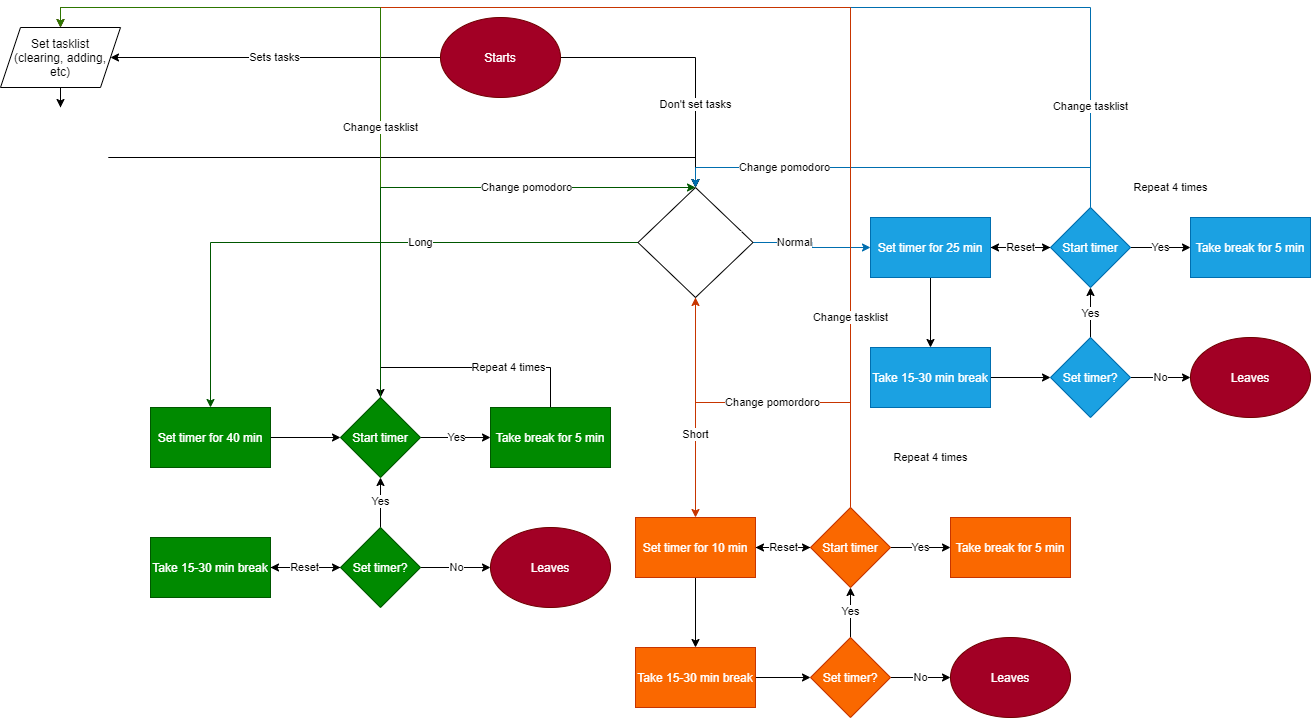 Set tasklist
(clearing, adding,
etc)
Sets tasks
Starts
Don't set tasks
Change tasklist
Change tasklist
Change pomodoro
Change pomodoro
Repeat 4 times
Long
Normal
Set timer for 25 min
Reset
Start timer
Yes
Take break for 5 min
Yes
Change tasklist
Repeat 4 times
Take 15-30 min break
Set timer?
No
Leaves
Change pomordoro
Short
Set timer for 40 min
Start timer
Yes
Take break for 5 min
Repeat 4 times
Yes
Take 15-30 min break
Reset
Set timer?
No
Leaves
Set timer for 10 min
Reset
Start timer
Yes
Take break for 5 min
Yes
Take 15-30 min break
Set timer?
No
Leaves